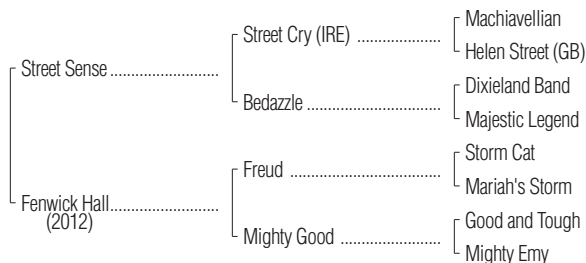 Machiavellian
Street Cry (IRE) ....................
Helen Street (GB)
Street Sense ..........................
Dixieland Band
Bedazzle ................................
Majestic Legend
Storm Cat
Freud ....................................
Mariah's Storm
Fenwick Hall ..........................
(2012)
Good and Tough
Mighty Good ........................
Mighty Emy